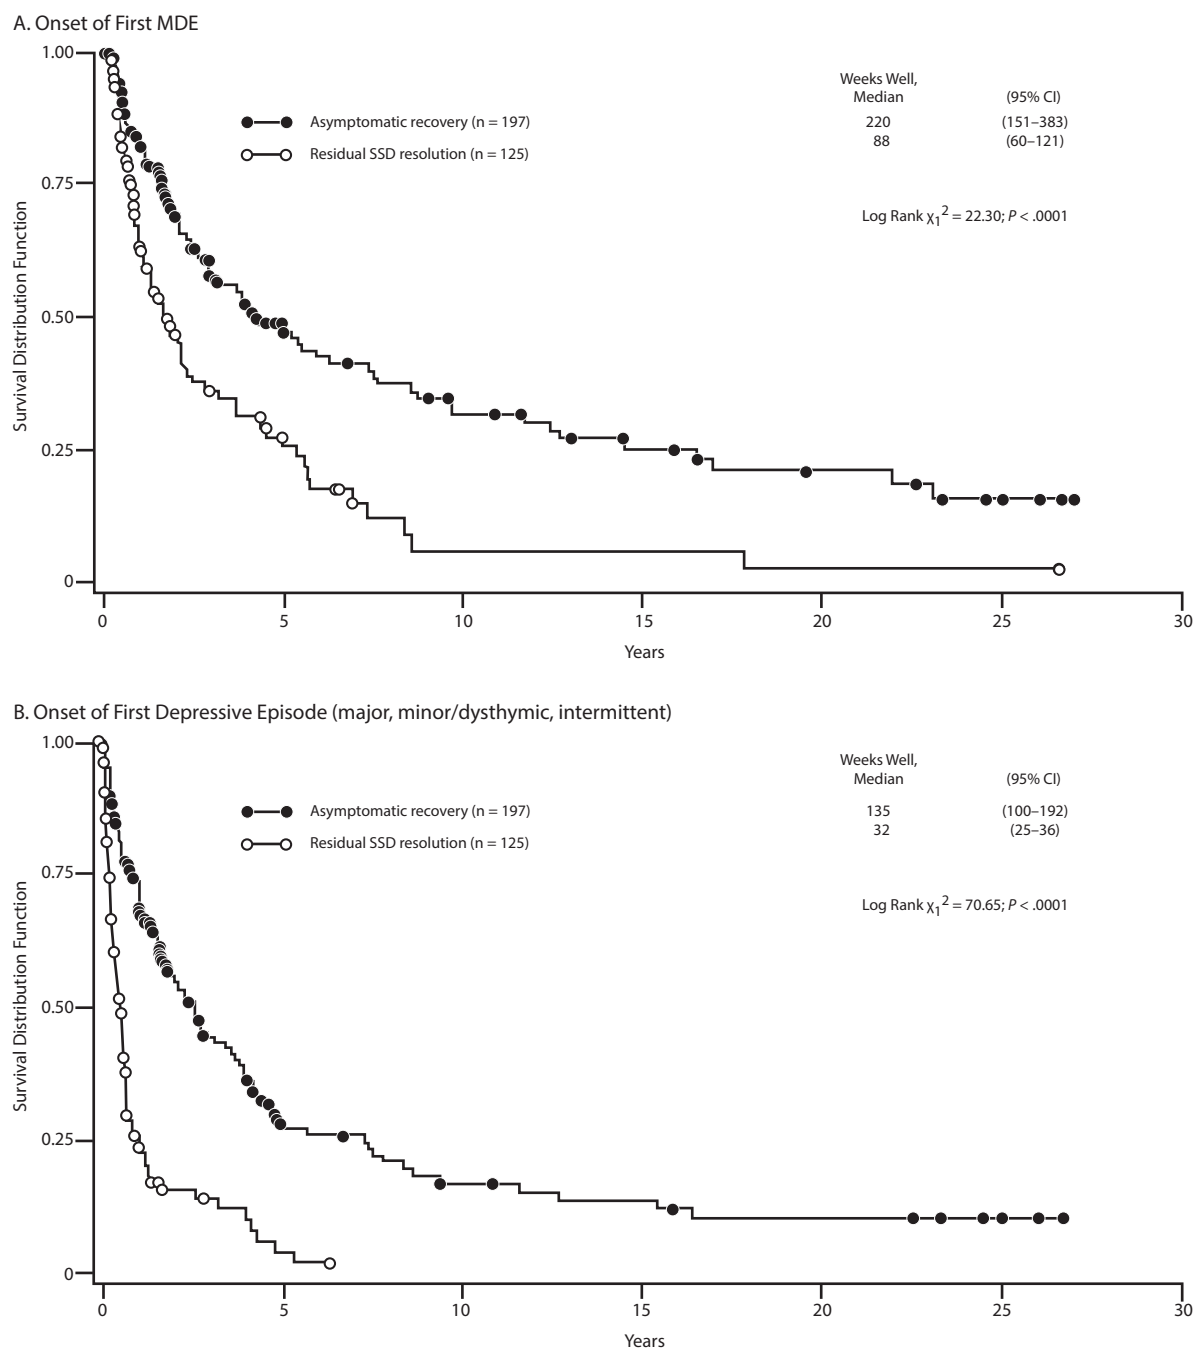 A. Onset of First MDE
1.00
0.75
0.50
0.25
0
Survival Distribution Function
Asymptomatic recovery (n = 197)
Residual SSD resolution (n = 125)
Weeks Well,
Median (95% CI)
220 (151–383)
88 (60–121)
Log Rank χ₁² = 22.30; P < .0001
0 5 10 15 20 25 30
Years
B. Onset of First Depressive Episode (major, minor/dysthymic, intermittent)
1.00
0.75
0.50
0.25
0
Survival Distribution Function
Asymptomatic recovery (n = 197)
Residual SSD resolution (n = 125)
Weeks Well,
Median (95% CI)
135 (100–192)
32 (25–36)
Log Rank χ₁² = 70.65; P < .0001
0 5 10 15 20 25 30
Years